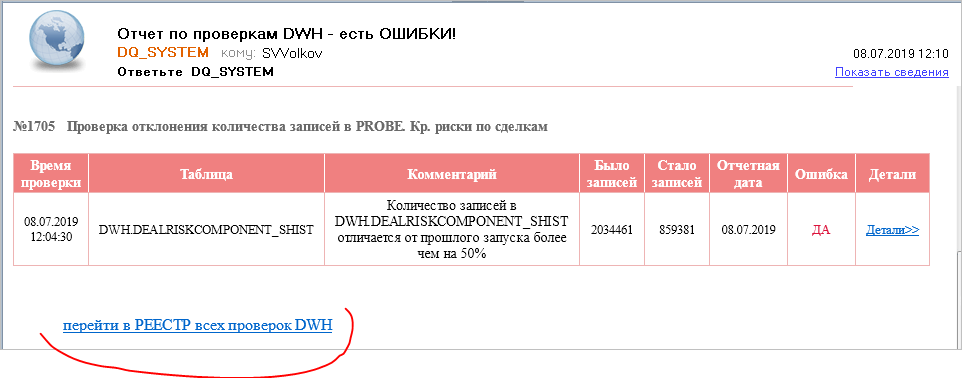 Отчет по проверкам DWH - есть ОШИБКИ!
DQ_SYSTEM кому: SVVolkov
08.07.2019 12:10
Ответьте DQ_SYSTEM
Показать сведения
№1705 Проверка отклонения количества записей в PROBE. Кр. риски по сделкам
Время проверки
Таблица
Комментарий
Было записей
Стало записей
Отчетная дата
Ошибка
Детали
08.07.2019
12:04:30
DWH.DEALRISKCOMPONENT_SHIST
Количество записей в
DWH.DEALRISKCOMPONENT_SHIST
отличается от прошлого запуска более
чем на 50%
2034461
859381
08.07.2019
ДА
Детали>>
перейти в РЕЕСТР всех проверок DWH